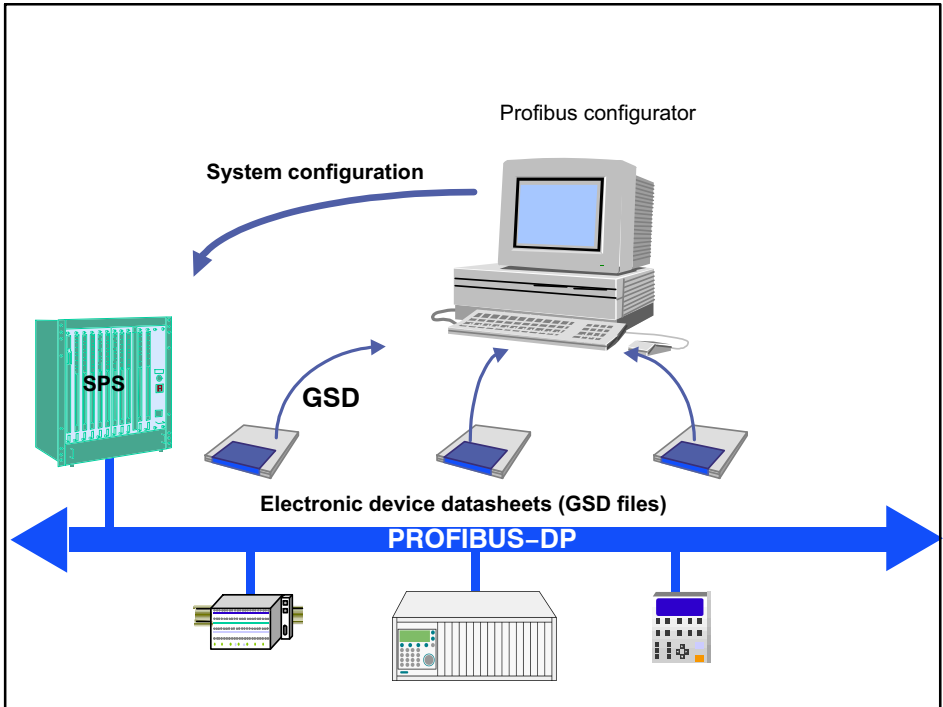 Profibus configurator
System configuration
SPS
GSD
Electronic device datasheets (GSD files)
PROFIBUS–DP